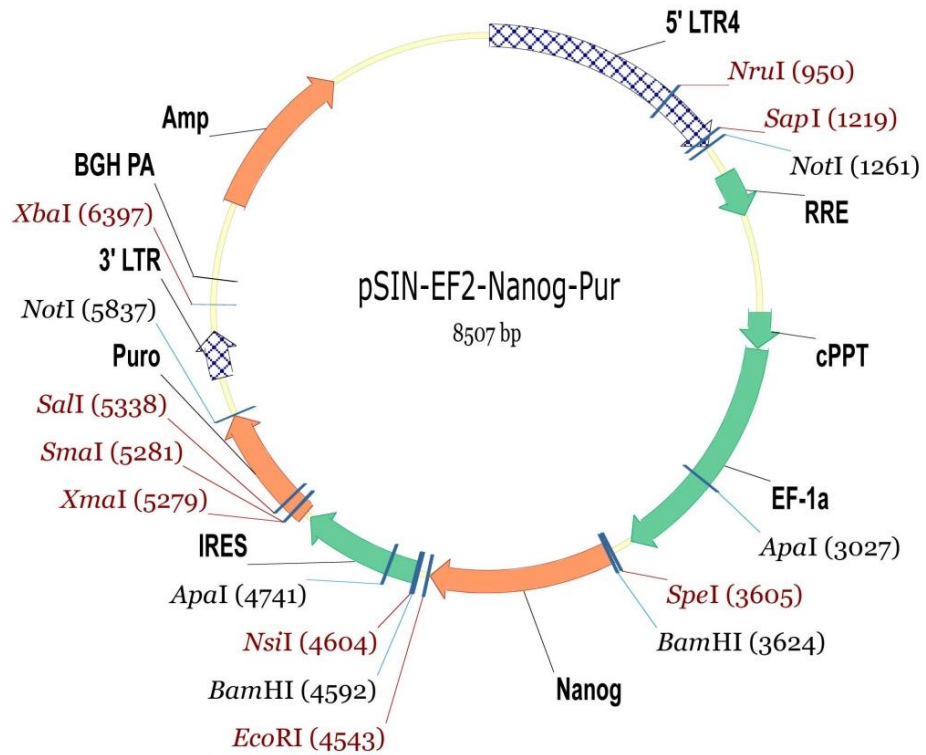 5' LTR4
NruI (950)
SapI (1219)
NotI (1261)
RRE
cPPT
EF-1a
ApaI (3027)
SpeI (3605)
BamHI (3624)
Nanog
EcoRI (4543)
BamHI (4592)
NsiI (4604)
ApaI (4741)
IRES
XmaI (5279)
SmaI (5281)
SalI (5338)
Puro
NotI (5837)
3' LTR
XbaI (6397)
BGH PA
Amp
pSIN-EF2-Nanog-Pur
8507 bp